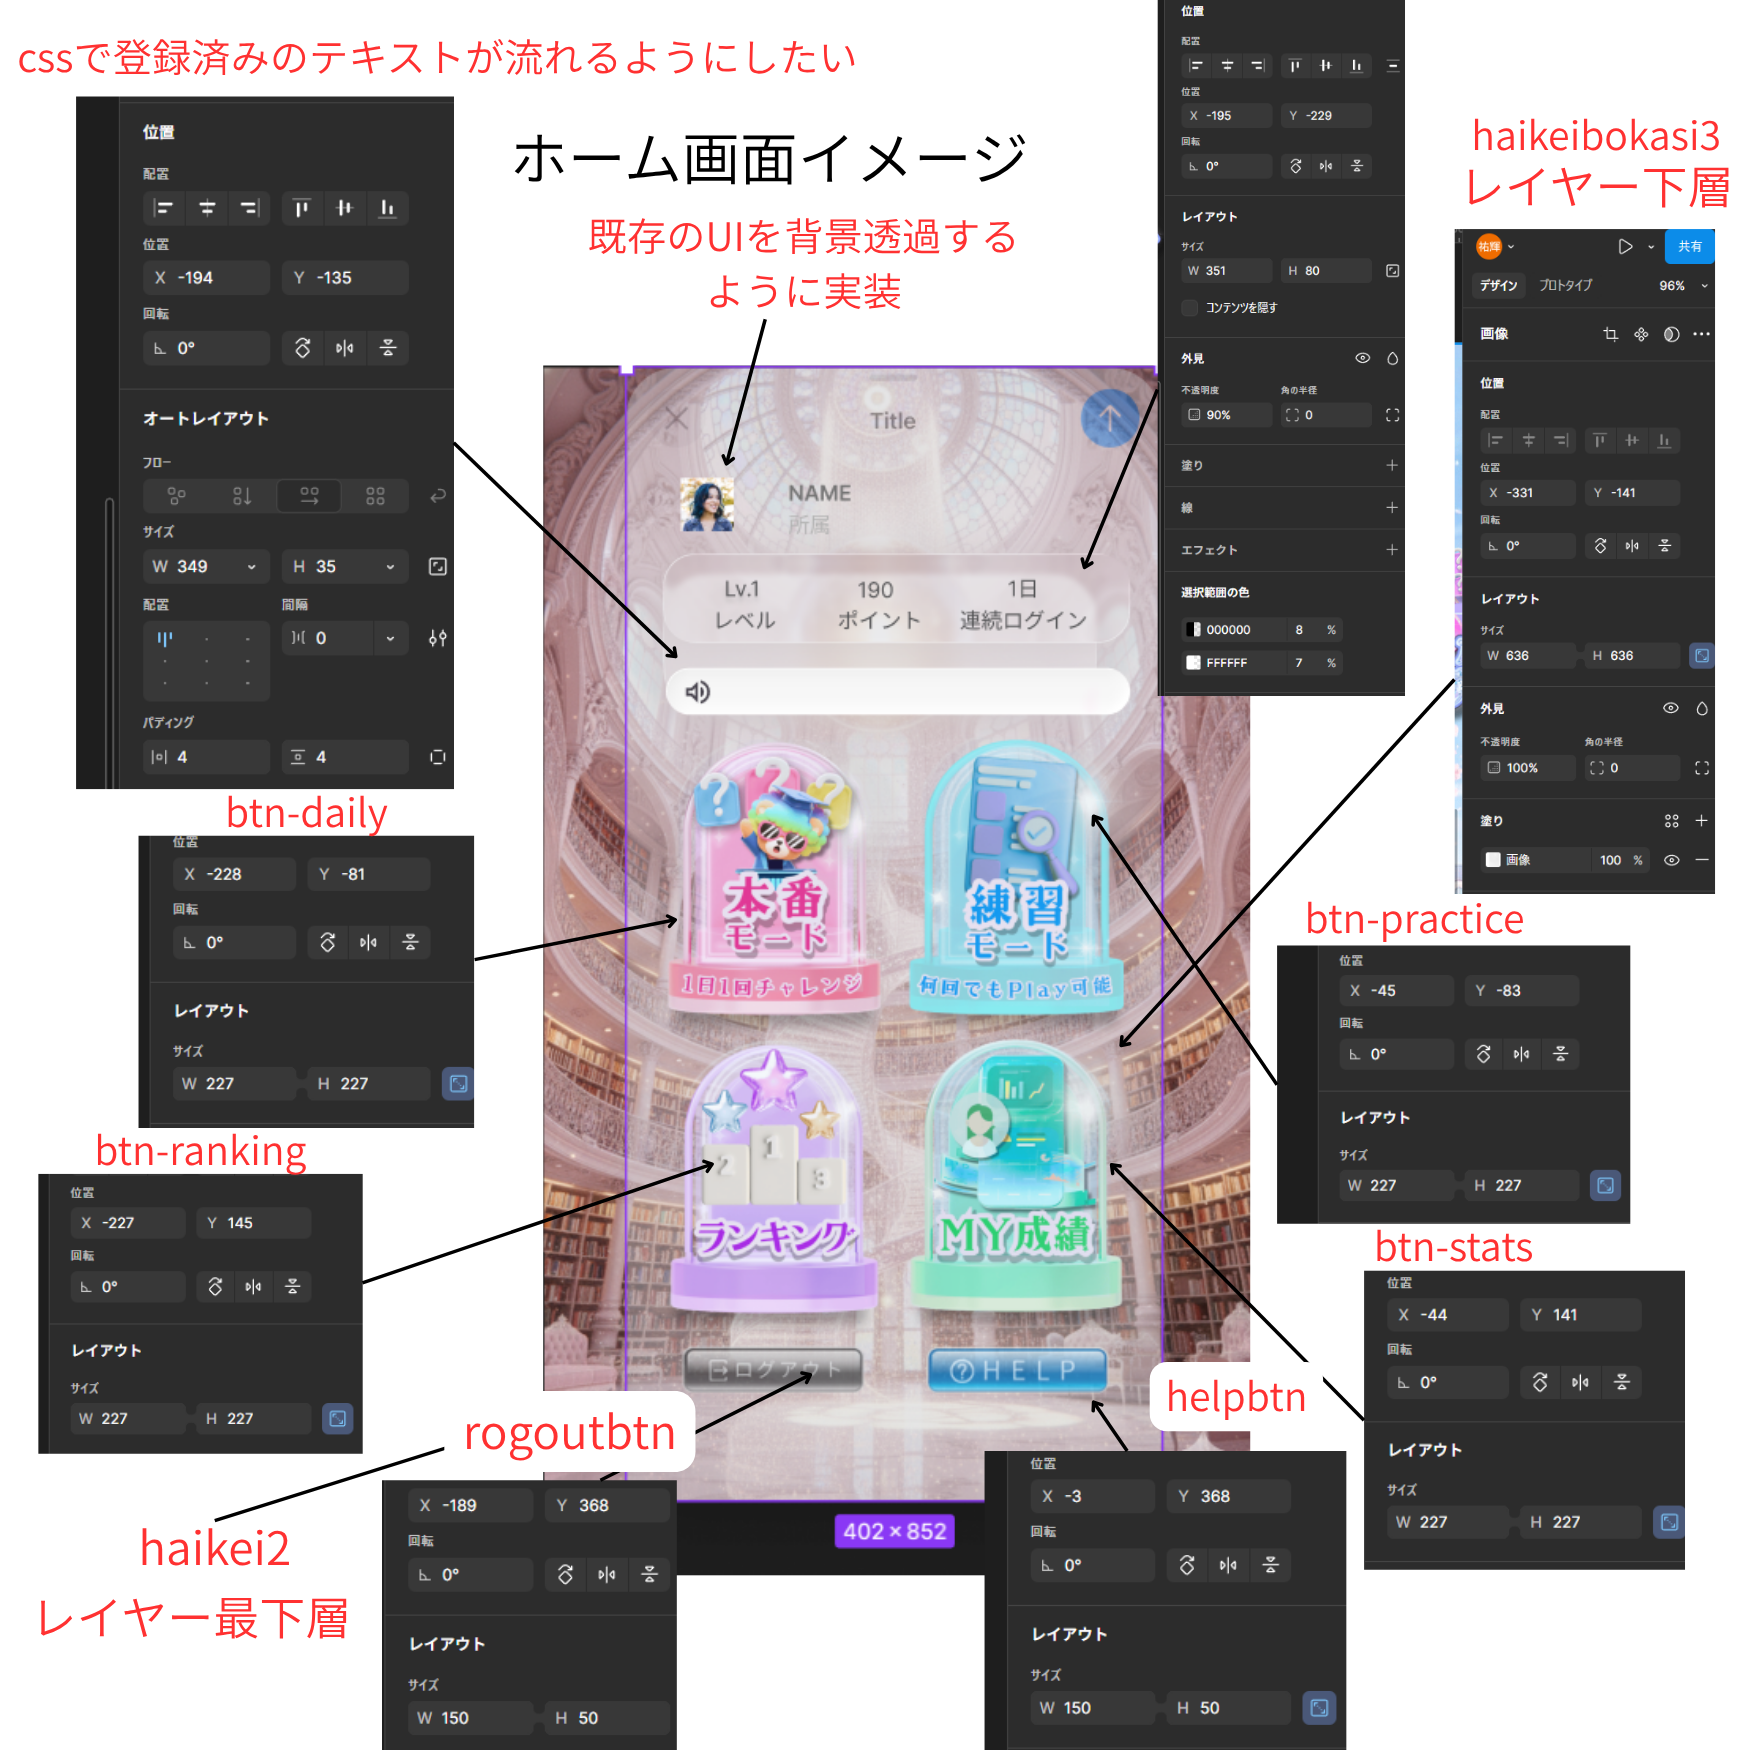 cssで登録済みのテキストが流れるようにしたい
ホーム画面イメージ
既存のUIを背景透過する
ように実装
位置
配置
位置
X -194
Y -135
回転
0°
オートレイアウト
フロー
サイズ
W 349
H 35
配置
間隔
0
パディング
4
4
位置
配置
位置
X -195
Y -229
回転
0°
レイアウト
サイズ
W 351
H 80
コンテンツを隠す
外見
不透明度
角の半径
90%
0
塗り
線
エフェクト
選択範囲の色
000000 8 %
FFFFFF 7 %
haikeibokasi3
レイヤー下層
祐輝
共有
デザイン
プロトタイプ
96%
画像
位置
配置
位置
X -331
Y -141
回転
0°
レイアウト
サイズ
W 636
H 636
外見
不透明度
角の半径
100%
0
塗り
画像 100 %
Title
NAME
所属
Lv.1
レベル
190
ポイント
1日
連続ログイン
本番
モード
1日1回チャレンジ
練習
モード
何回でもPlay可能
1
2
3
ランキング
MY成績
ログアウト
HELP
402 × 852
btn-daily
位置
X -228
Y -81
回転
0°
レイアウト
サイズ
W 227
H 227
btn-ranking
位置
X -227
Y 145
回転
0°
レイアウト
サイズ
W 227
H 227
haikei2
レイヤー最下層
rogoutbtn
X -189
Y 368
回転
0°
レイアウト
サイズ
W 150
H 50
helpbtn
位置
X -3
Y 368
回転
0°
レイアウト
サイズ
W 150
H 50
btn-practice
位置
X -45
Y -83
回転
0°
レイアウト
サイズ
W 227
H 227
btn-stats
位置
X -44
Y 141
回転
0°
レイアウト
サイズ
W 227
H 227